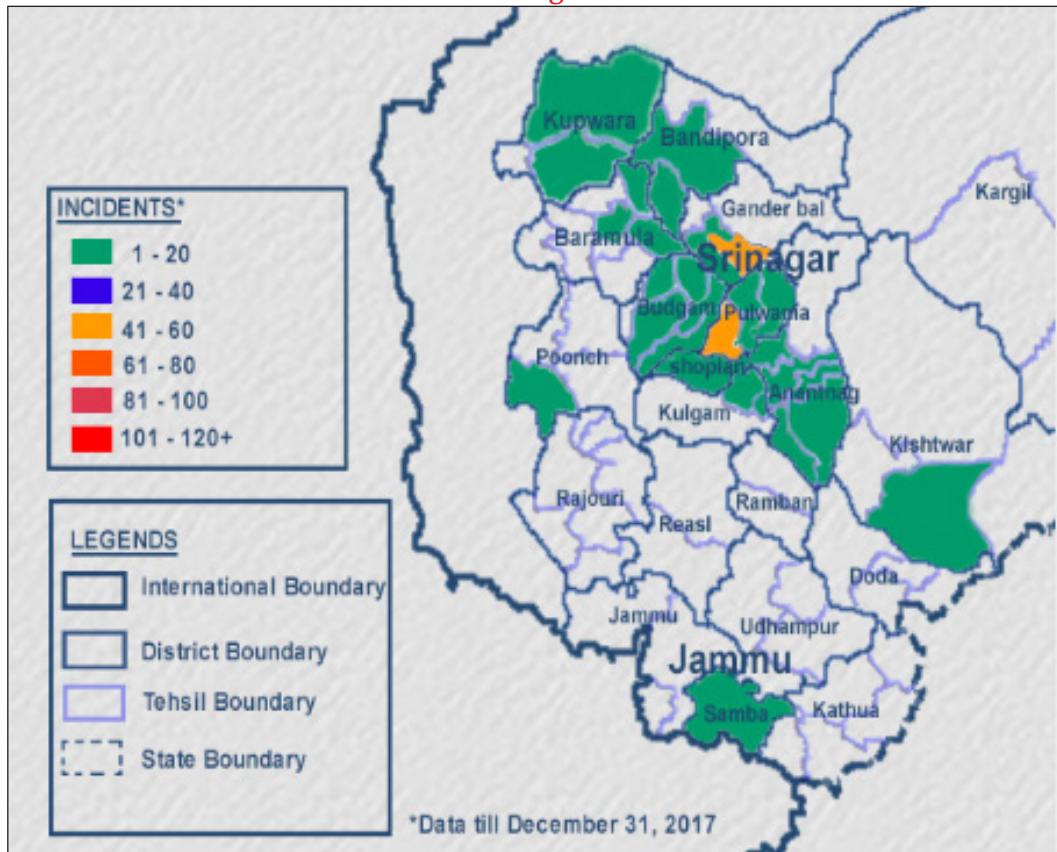 Kupwara
Bandipora
Kargil
Gander bal
Baramula
Srinagar
Budgam
Pulwama
Poonch
shopian
Anantnag
Kulgam
Kishtwar
Rajouri
Ramban
Reasi
Doda
Jammu
Udhampur
Jammu
Samba
Kathua
INCIDENTS*
1 - 20
21 - 40
41 - 60
61 - 80
81 - 100
101 - 120+
LEGENDS
International Boundary
District Boundary
Tehsil Boundary
State Boundary
*Data till December 31, 2017